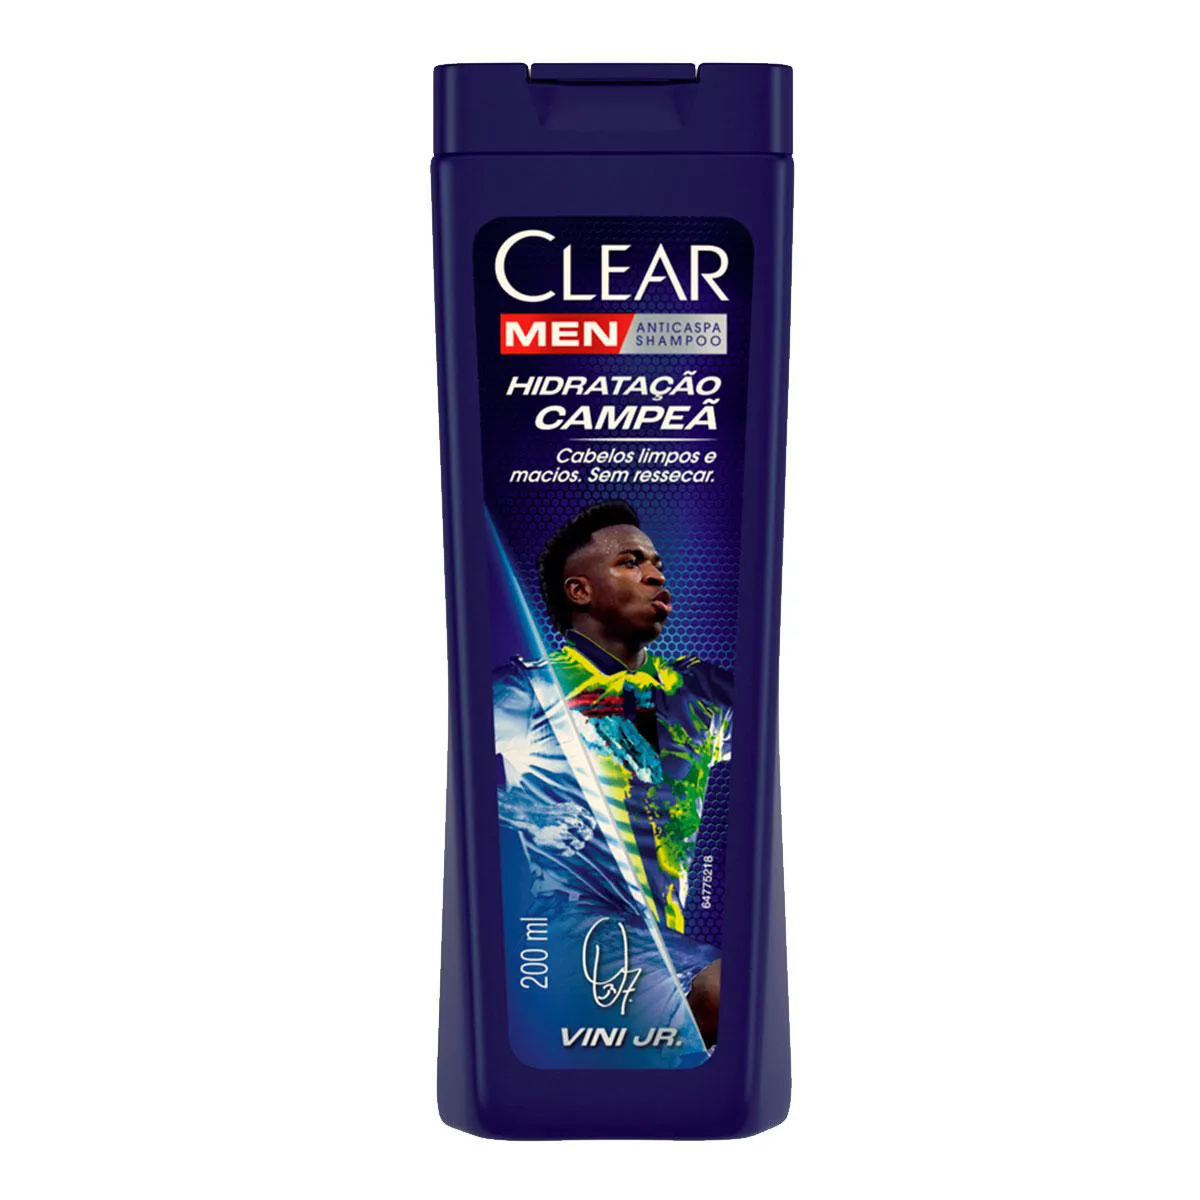 CLEAR
MEN ANTICASPA
SHAMPOO
HIDRATAÇÃO
CAMPEÃ
Cabelos limpos e
macios. Sem ressecar.
64775218
200 ml
VINI JR.